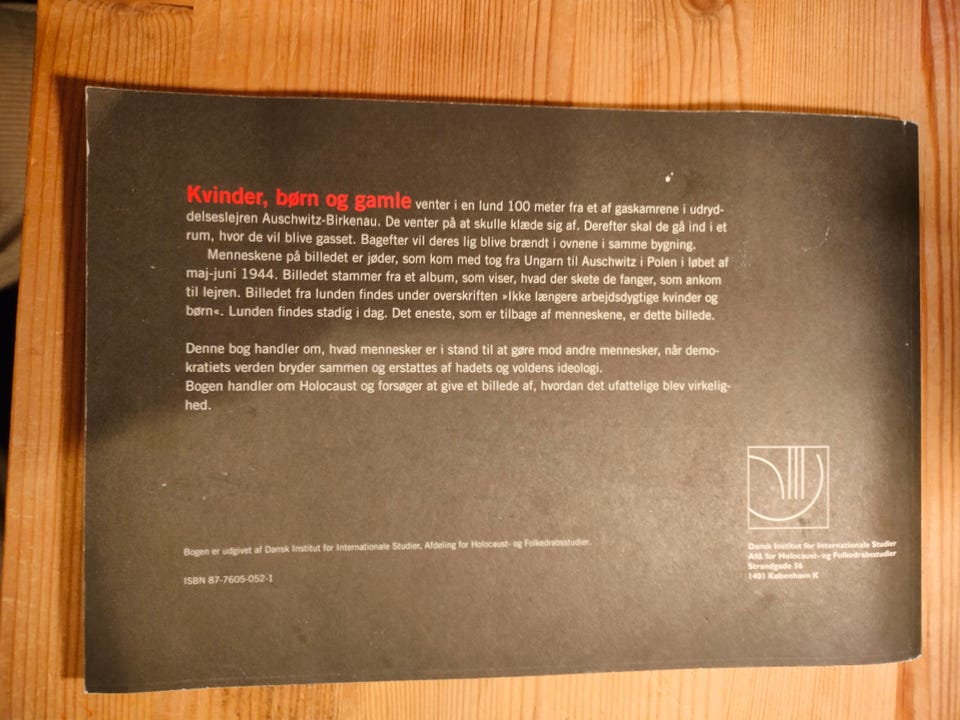 Kvinder, børn og gamle venter i en lund 100 meter fra et af gaskamrene i udryd-
delseslejren Auschwitz-Birkenau. De venter på at skulle klæde sig af. Derefter skal de gå ind i et
rum, hvor de vil blive gasset. Bagefter vil deres lig blive brændt i ovnene i samme bygning.
Menneskene på billedet er jøder, som kom med tog fra Ungarn til Auschwitz i Polen i løbet af
maj-juni 1944. Billedet stammer fra et album, som viser, hvad der skete de fanger, som ankom
til lejren. Billedet fra lunden findes under overskriften »Ikke længere arbejdsdygtige kvinder og
børn«. Lunden findes stadig i dag. Det eneste, som er tilbage af menneskene, er dette billede.
Denne bog handler om, hvad mennesker er i stand til at gøre mod andre mennesker, når demo-
kratiets verden bryder sammen og erstattes af hadets og voldens ideologi.
Bogen handler om Holocaust og forsøger at give et billede af, hvordan det ufattelige blev virkelig-
hed.
Bogen er udgivet af Dansk Institut for Internationale Studier, Afdeling for Holocaust- og Folkedrabsstudier.
ISBN 87-7605-052-1
Dansk Institut for Internationale Studier
Afd. for Holocaust- og Folkedrabsstudier
Strandgade 56
1401 København K